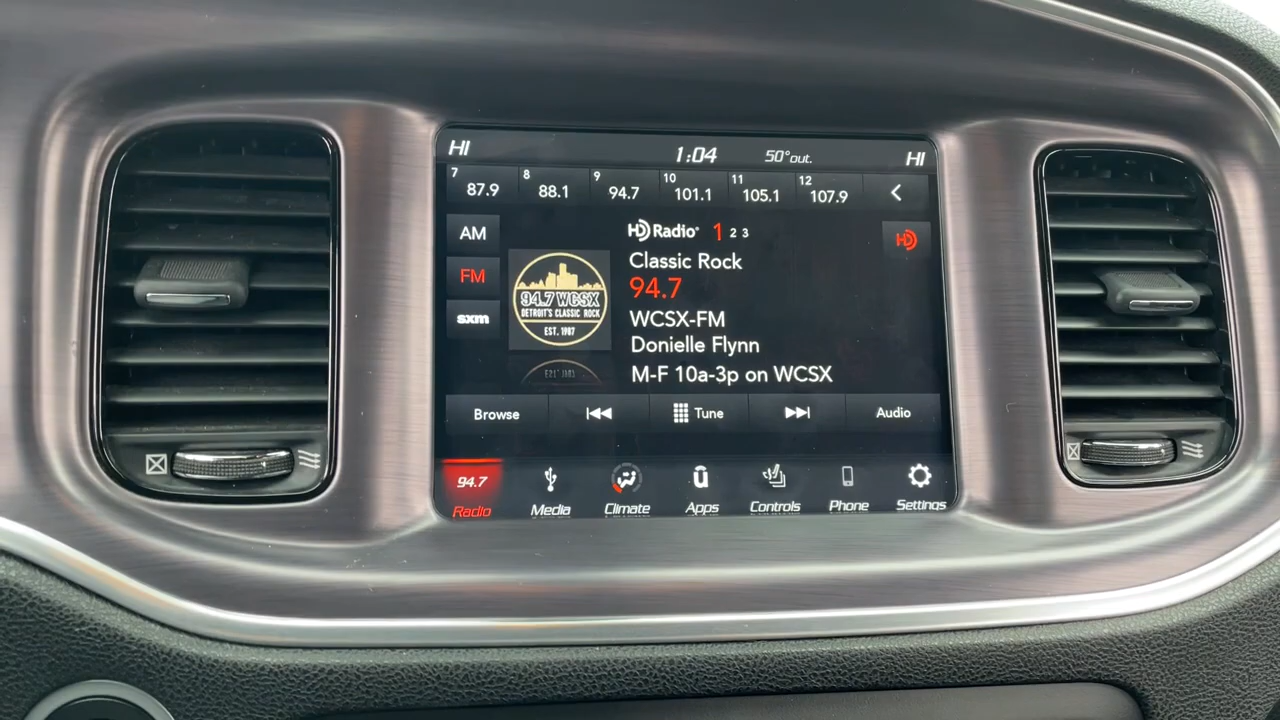 HI 1:04 50°out. HI
7 87.9 8 88.1 9 94.7 10 101.1 11 105.1 12 107.9
AM
FM
sxm
94.7 WCSX
DETROIT'S CLASSIC ROCK
EST. 1987
HD Radio 1 2 3
HD
Classic Rock
94.7
WCSX-FM
Donielle Flynn
M-F 10a-3p on WCSX
Browse Tune Audio
94.7
Radio Media Climate Apps Controls Phone Settings